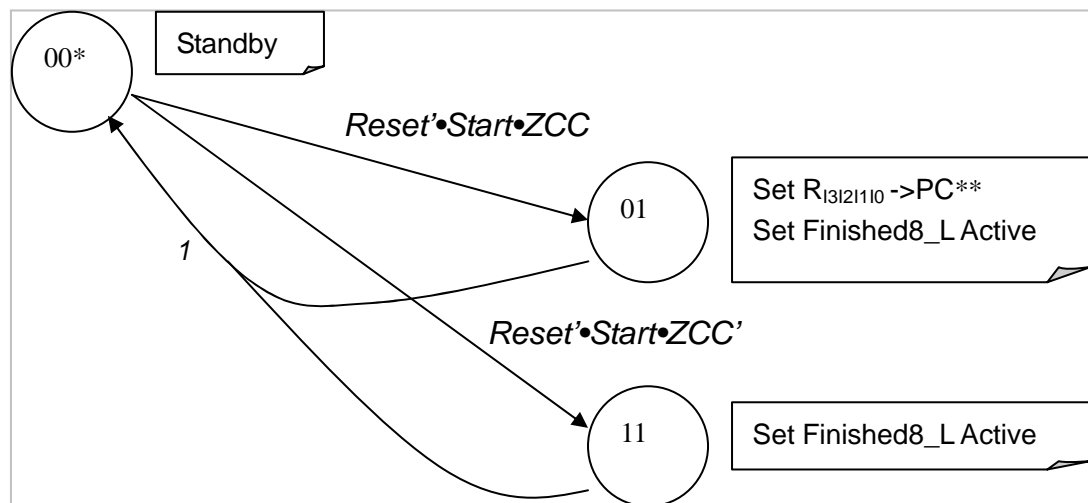 00*
Standby
Reset’•Start•ZCC
01
Set RI3I2I1I0 ->PC**
Set Finished8_L Active
1
Reset’•Start•ZCC’
11
Set Finished8_L Active